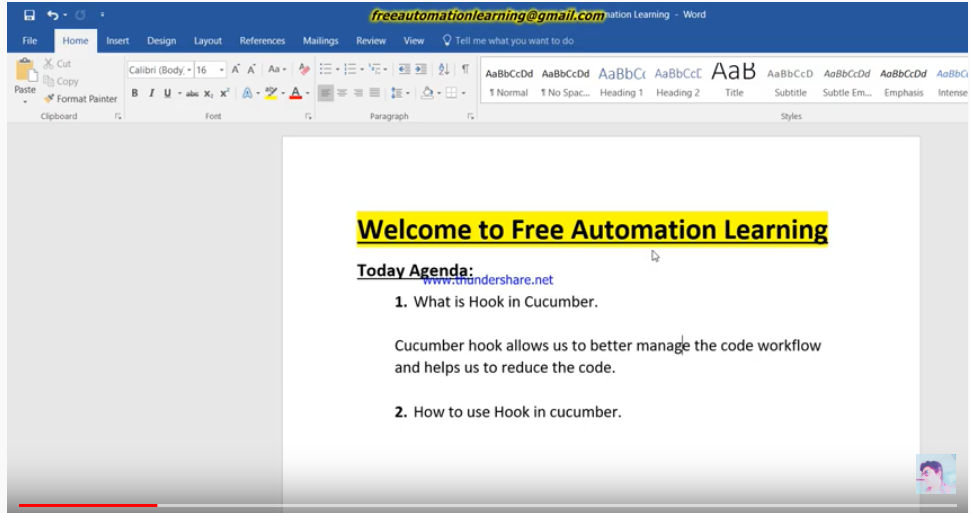 freeautomationlearning@gmail.com mation Learning - Word
File Home Insert Design Layout References Mailings Review View Tell me what you want to do
Paste
Cut
Copy
Format Painter
Clipboard
Calibri (Body) 16 A A Aa
B I U abc X₂ X² A ab A
Font
Paragraph
AaBbCcDd AaBbCcDd AaBbCc AaBbCcD AaB AaBbCcD AaBbCcDd AaBbCcDd AaBbCc
¶ Normal ¶ No Spac... Heading 1 Heading 2 Title Subtitle Subtle Em... Emphasis Intense
Styles
Welcome to Free Automation Learning
Today Agenda:
www.thundershare.net
1. What is Hook in Cucumber.
Cucumber hook allows us to better manage the code workflow
and helps us to reduce the code.
2. How to use Hook in cucumber.